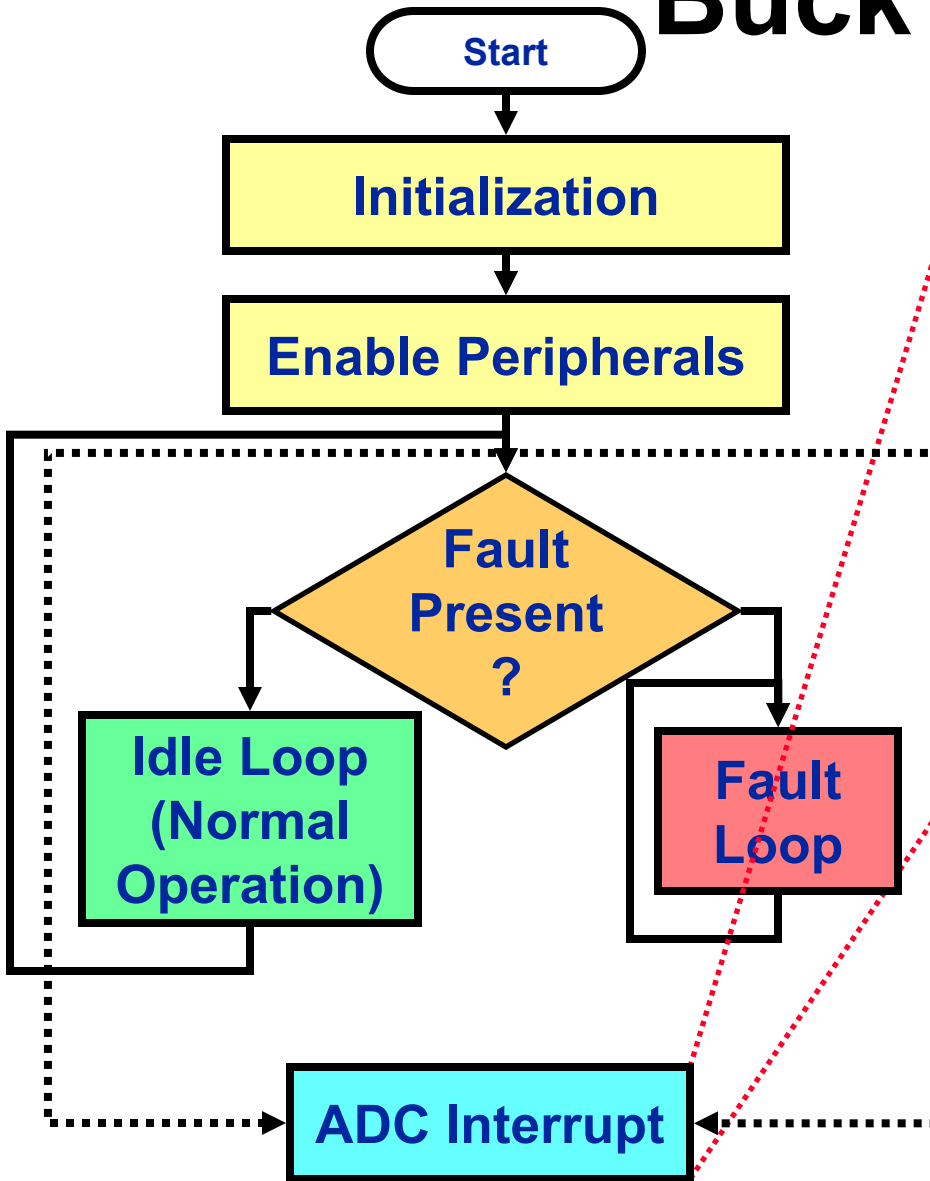 Buck
Start
Initialization
Enable Peripherals
Fault
Present
?
Idle Loop
(Normal
Operation)
Fault
Loop
ADC Interrupt